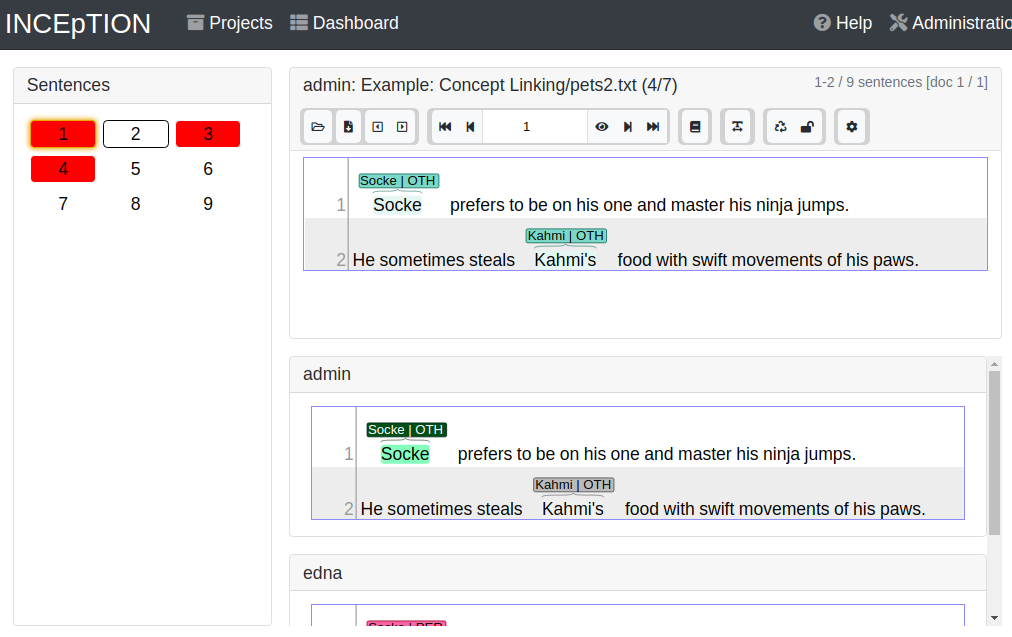 INCEpTION Projects Dashboard Help Administratio
Sentences
1 2 3
4 5 6
7 8 9
admin: Example: Concept Linking/pets2.txt (4/7) 1-2 / 9 sentences [doc 1 / 1]
1
Socke | OTH
1 Socke prefers to be on his one and master his ninja jumps.
Kahmi | OTH
2 He sometimes steals Kahmi's food with swift movements of his paws.
admin
Socke | OTH
1 Socke prefers to be on his one and master his ninja jumps.
Kahmi | OTH
2 He sometimes steals Kahmi's food with swift movements of his paws.
edna
Socke | PER